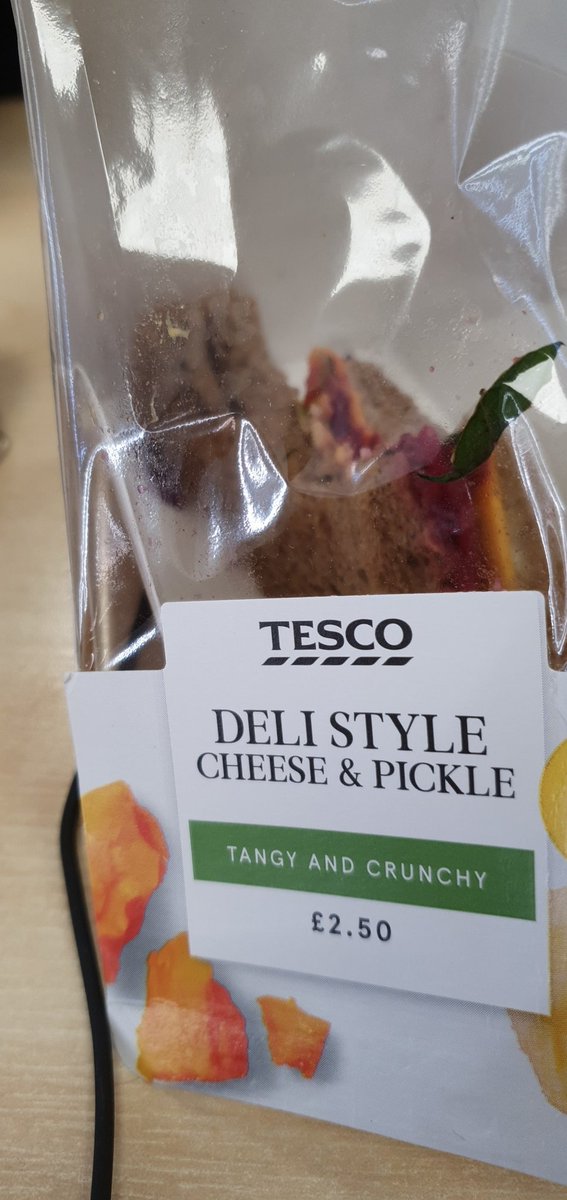 TESCO
DELI STYLE
CHEESE & PICKLE
TANGY AND CRUNCHY
£2.50